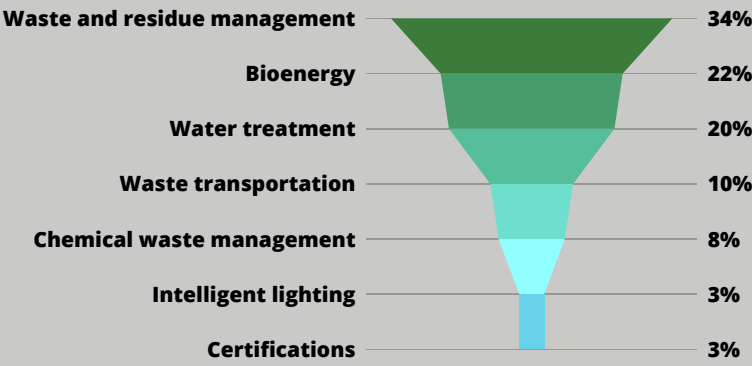 Waste and residue management 34%
Bioenergy 22%
Water treatment 20%
Waste transportation 10%
Chemical waste management 8%
Intelligent lighting 3%
Certifications 3%